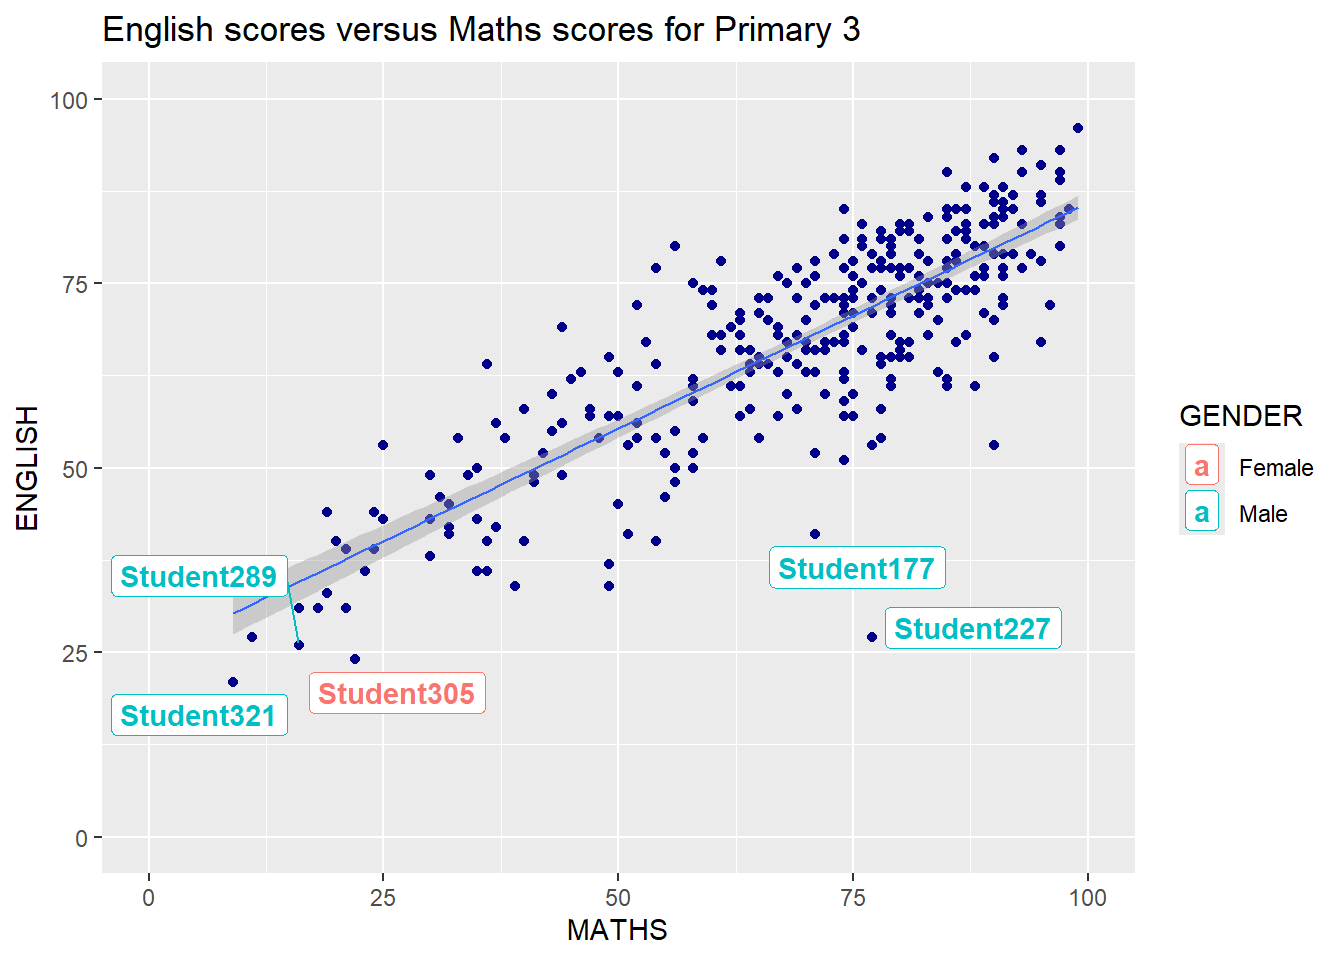 English scores versus Maths scores for Primary 3
ENGLISH
100
75
50
25
0
Student289
Student177
Student227
Student305
Student321
0
25
50
75
100
MATHS
GENDER
a Female
a Male